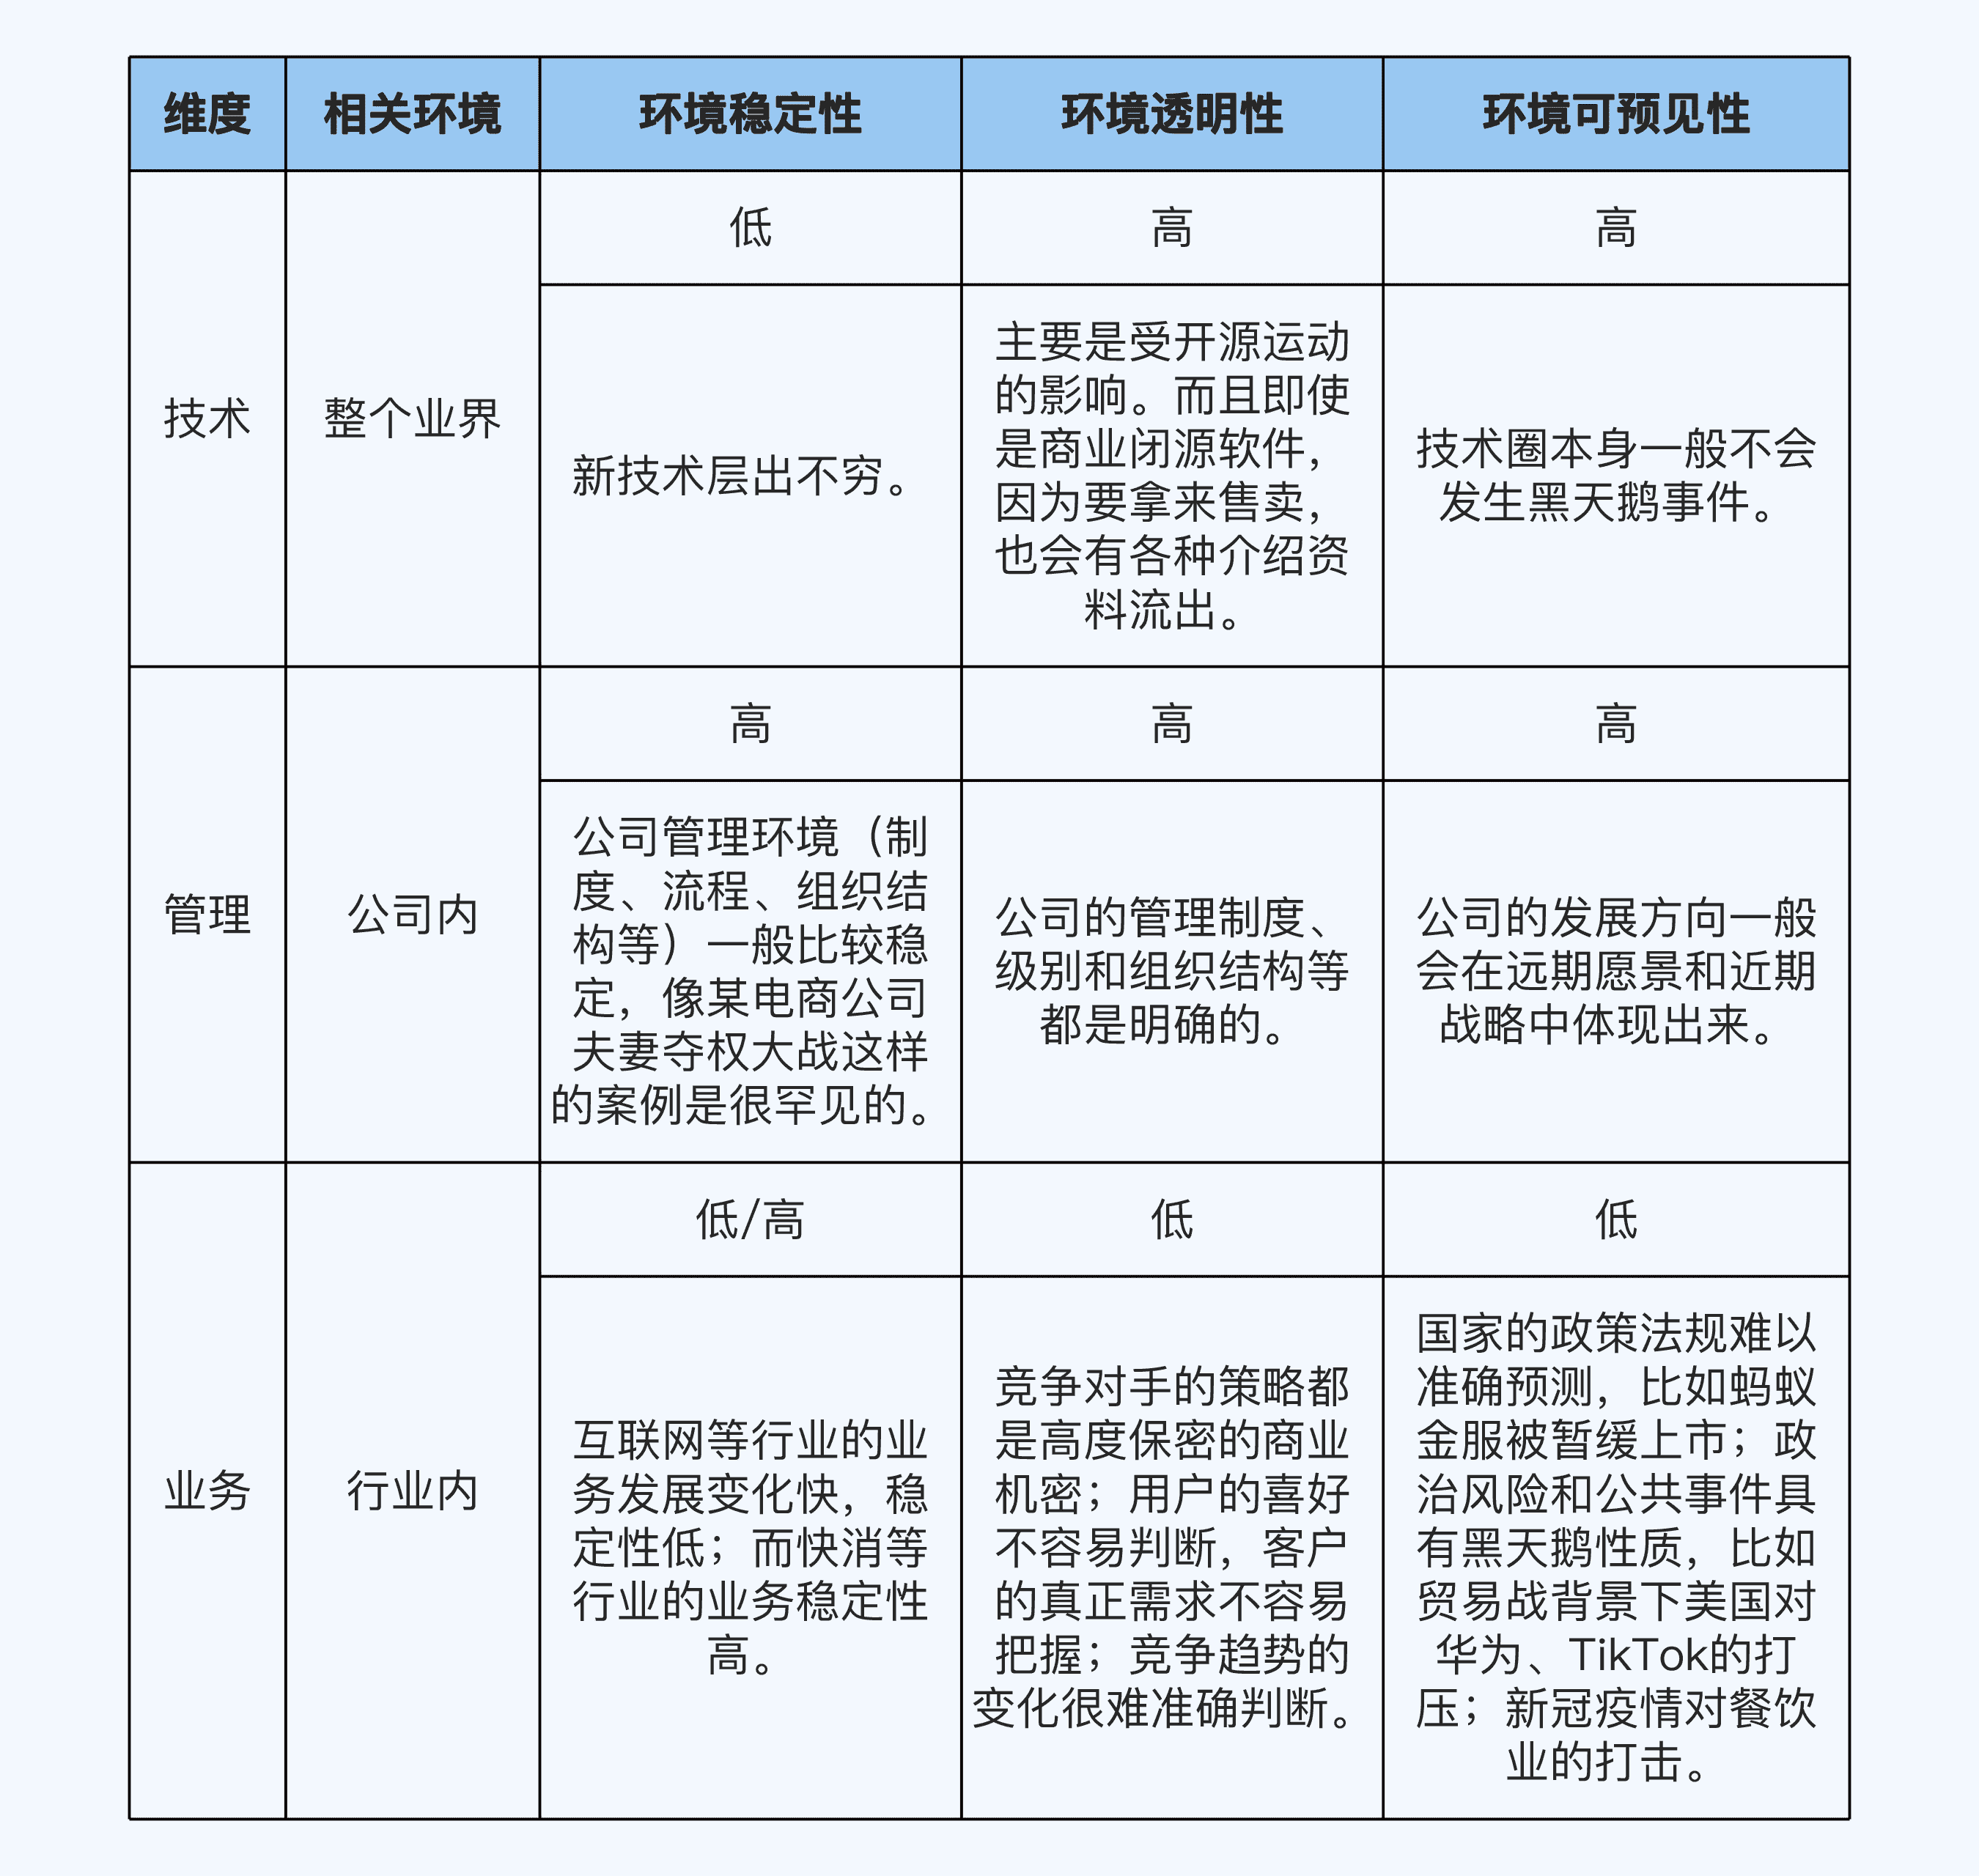 维度
相关环境
环境稳定性
环境透明性
环境可预见性
技术
整个业界
低
高
高
新技术层出不穷。
主要是受开源运动
的影响。而且即使
是商业闭源软件，
因为要拿来售卖，
也会有各种介绍资
料流出。
技术圈本身一般不会
发生黑天鹅事件。
管理
公司内
高
高
高
公司管理环境（制
度、流程、组织结
构等）一般比较稳
定，像某电商公司
夫妻夺权大战这样
的案例是很罕见的。
公司的管理制度、
级别和组织结构等
都是明确的。
公司的发展方向一般
会在远期愿景和近期
战略中体现出来。
业务
行业内
低/高
低
低
互联网等行业的业
务发展变化快，稳
定性低；而快消等
行业的业务稳定性
高。
竞争对手的策略都
是高度保密的商业
机密；用户的喜好
不容易判断，客户
的真正需求不容易
把握；竞争趋势的
变化很难准确判断。
国家的政策法规难以
准确预测，比如蚂蚁
金服被暂缓上市；政
治风险和公共事件具
有黑天鹅性质，比如
贸易战背景下美国对
华为、TikTok的打
压；新冠疫情对餐饮
业的打击。